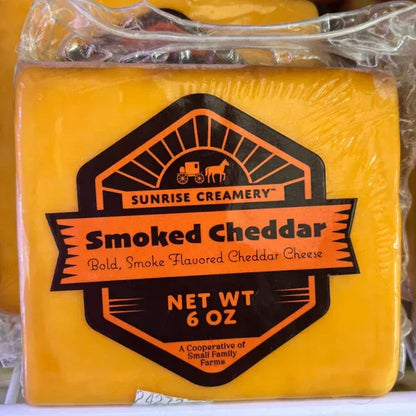 SUNRISE CREAMERY™
Smoked Cheddar
Bold, Smoke Flavored Cheddar Cheese
NET WT
6 OZ
A Cooperative of
Small Family
Farms